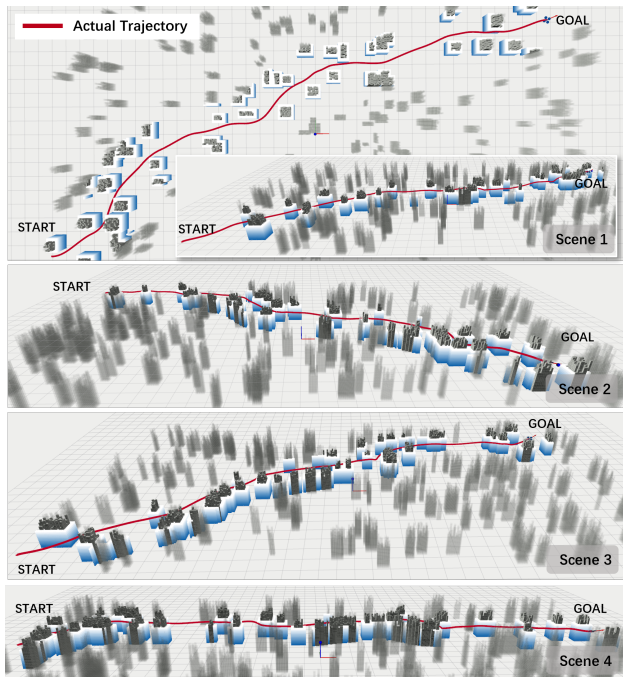 Actual Trajectory
GOAL
START
START
GOAL
Scene 1
START
GOAL
Scene 2
GOAL
START
Scene 3
START
GOAL
Scene 4